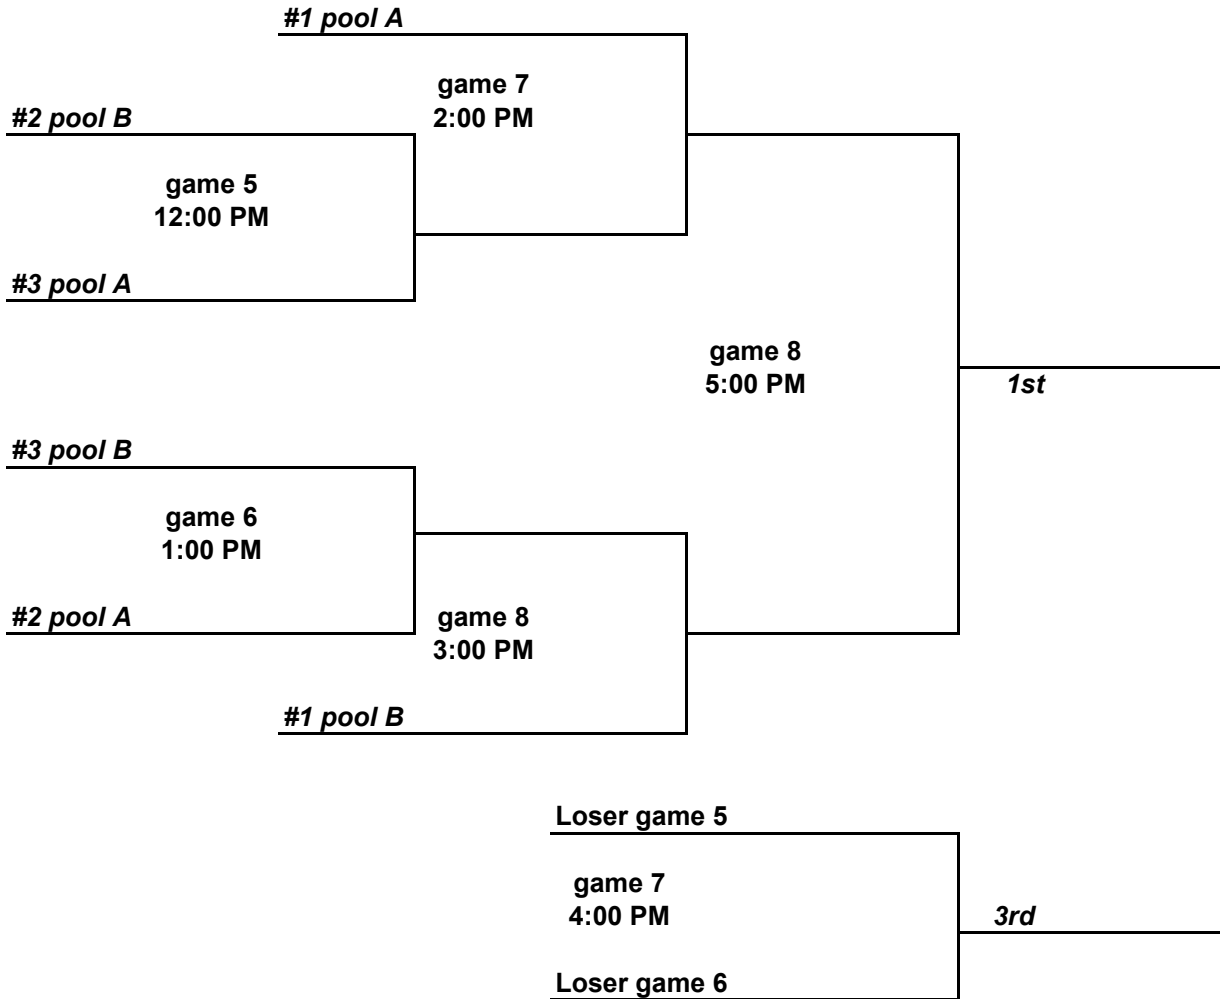 #1 pool A
game 7
2:00 PM
#2 pool B
game 5
12:00 PM
#3 pool A
game 8
5:00 PM
1st
#3 pool B
game 6
1:00 PM
#2 pool A
game 8
3:00 PM
#1 pool B
Loser game 5
game 7
4:00 PM
3rd
Loser game 6